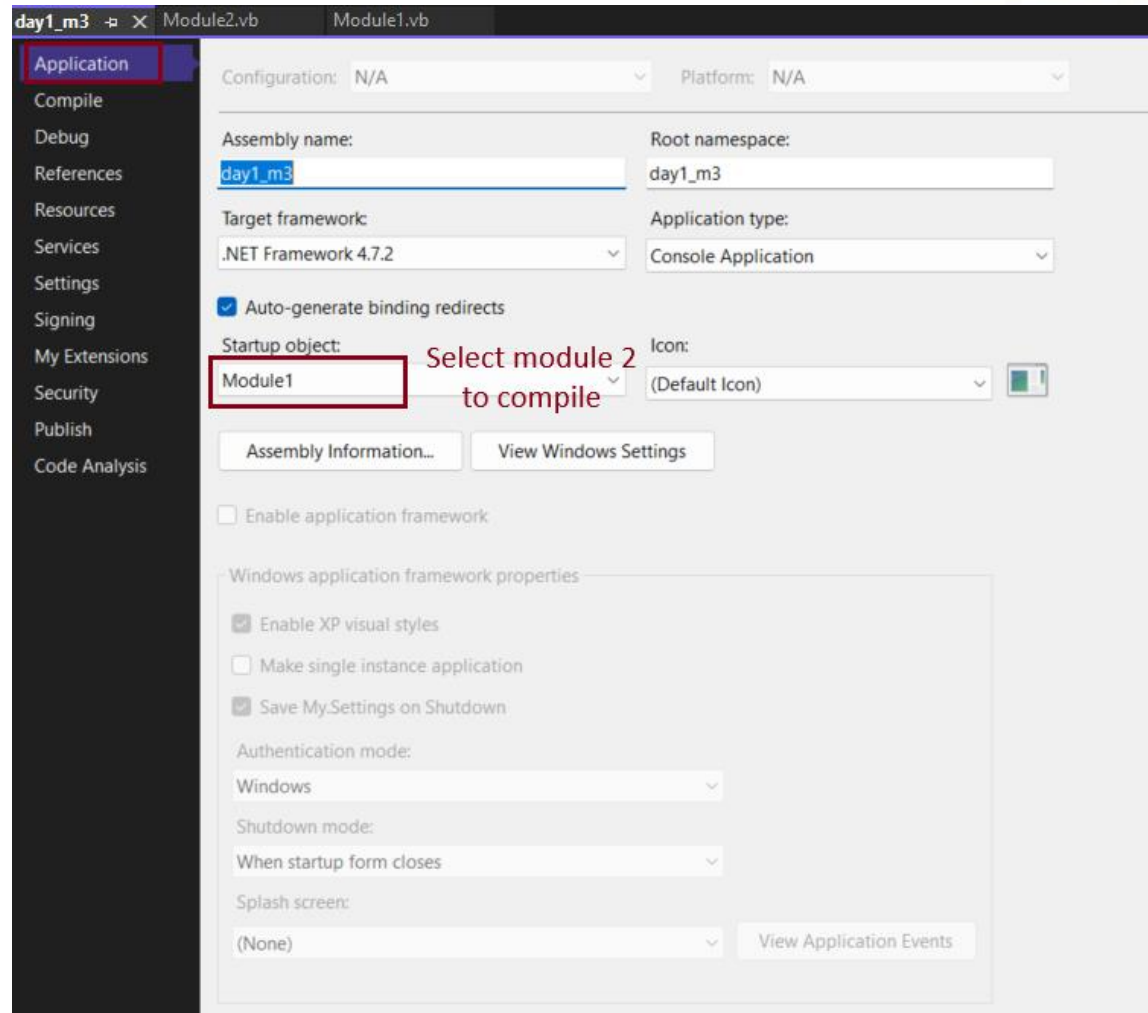 day1_m3 Module2.vb Module1.vb
Application
Compile
Debug
References
Resources
Services
Settings
Signing
My Extensions
Security
Publish
Code Analysis
Configuration: N/A Platform: N/A
Assembly name: Root namespace:
day1_m3 day1_m3
Target framework: Application type:
.NET Framework 4.7.2 Console Application
Auto-generate binding redirects
Startup object: Icon:
Module1 (Default Icon)
Select module 2
to compile
Assembly Information... View Windows Settings
Enable application framework
Windows application framework properties
Enable XP visual styles
Make single instance application
Save My.Settings on Shutdown
Authentication mode:
Windows
Shutdown mode:
When startup form closes
Splash screen:
(None) View Application Events